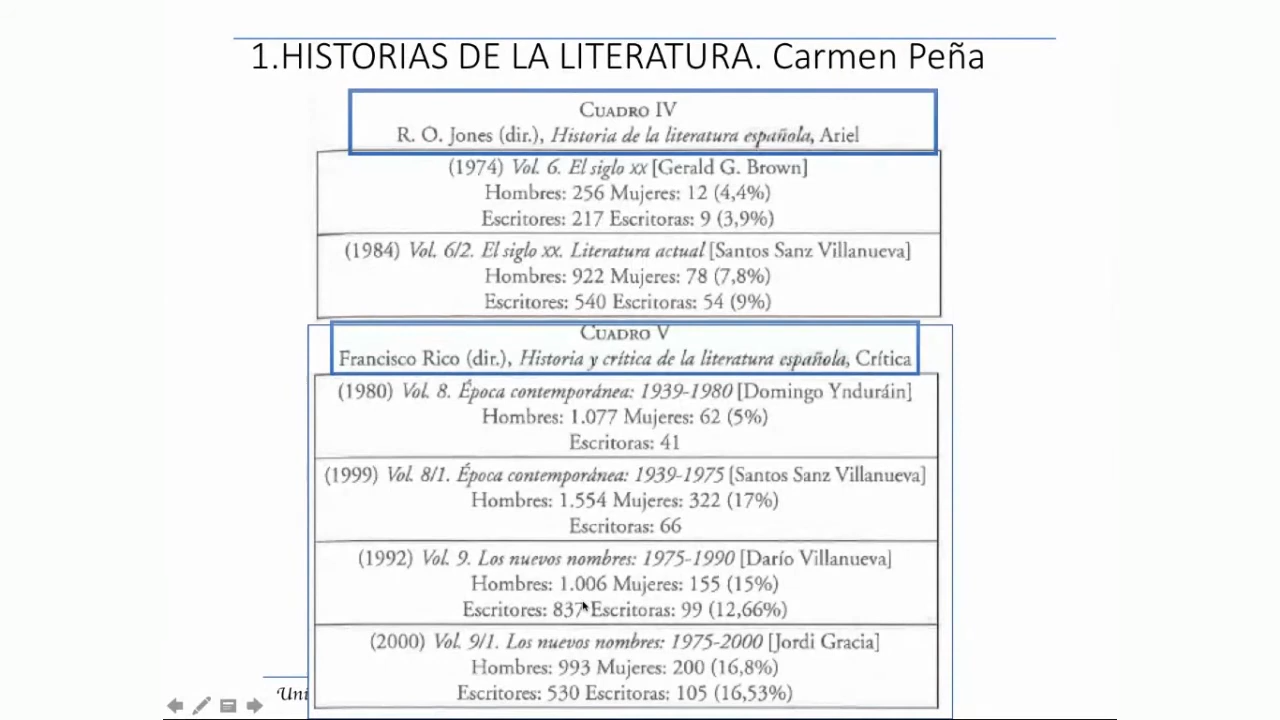 1.HISTORIAS DE LA LITERATURA. Carmen Peña
CUADRO IV
R. O. Jones (dir.), Historia de la literatura española, Ariel
(1974) Vol. 6. El siglo XX [Gerald G. Brown]
Hombres: 256 Mujeres: 12 (4,4%)
Escritores: 217 Escritoras: 9 (3,9%)
(1984) Vol. 6/2. El siglo XX. Literatura actual [Santos Sanz Villanueva]
Hombres: 922 Mujeres: 78 (7,8%)
Escritores: 540 Escritoras: 54 (9%)
CUADRO V
Francisco Rico (dir.), Historia y crítica de la literatura española, Crítica
(1980) Vol. 8. Época contemporánea: 1939-1980 [Domingo Ynduráin]
Hombres: 1.077 Mujeres: 62 (5%)
Escritoras: 41
(1999) Vol. 8/1. Época contemporánea: 1939-1975 [Santos Sanz Villanueva]
Hombres: 1.554 Mujeres: 322 (17%)
Escritoras: 66
(1992) Vol. 9. Los nuevos nombres: 1975-1990 [Darío Villanueva]
Hombres: 1.006 Mujeres: 155 (15%)
Escritores: 837 Escritoras: 99 (12,66%)
(2000) Vol. 9/1. Los nuevos nombres: 1975-2000 [Jordi Gracia]
Hombres: 993 Mujeres: 200 (16,8%)
Escritores: 530 Escritoras: 105 (16,53%)
Uni